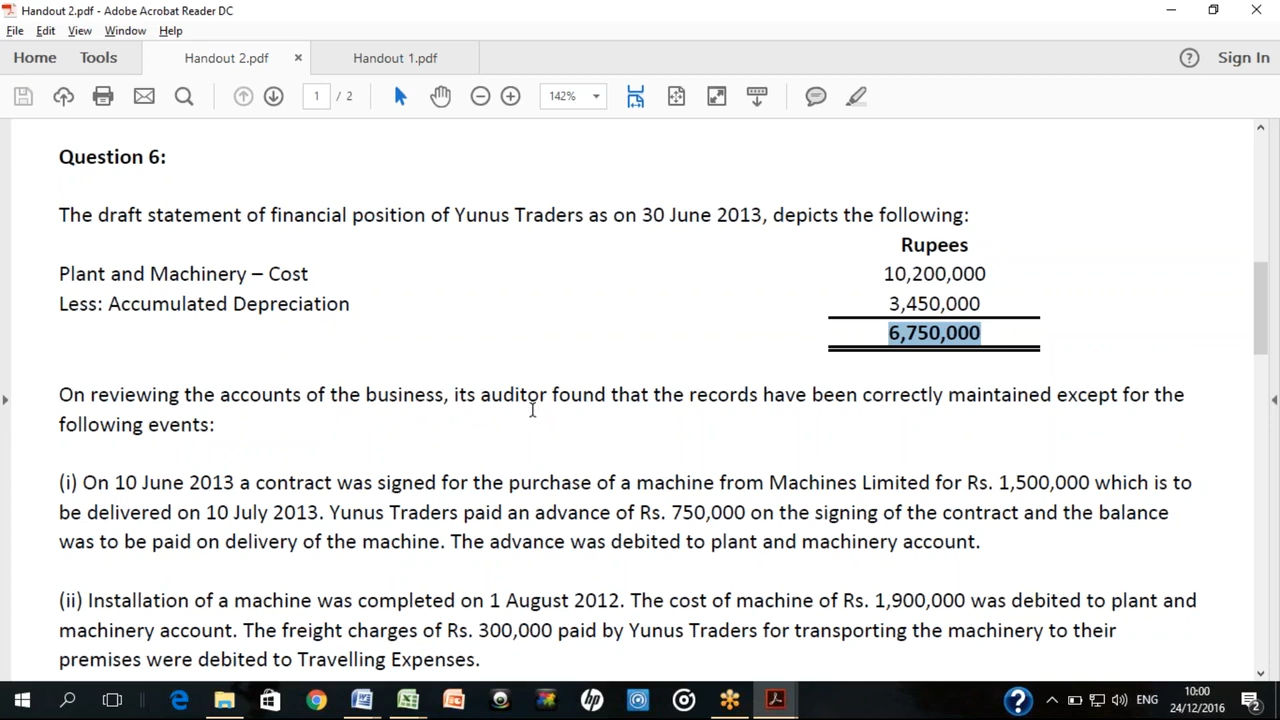 Handout 2.pdf - Adobe Acrobat Reader DC
File Edit View Window Help
Home Tools Handout 2.pdf × Handout 1.pdf Sign In
1 / 2 142%
Question 6:
The draft statement of financial position of Yunus Traders as on 30 June 2013, depicts the following:
Rupees
Plant and Machinery – Cost 10,200,000
Less: Accumulated Depreciation 3,450,000
6,750,000
On reviewing the accounts of the business, its auditor found that the records have been correctly maintained except for the
following events:
(i) On 10 June 2013 a contract was signed for the purchase of a machine from Machines Limited for Rs. 1,500,000 which is to
be delivered on 10 July 2013. Yunus Traders paid an advance of Rs. 750,000 on the signing of the contract and the balance
was to be paid on delivery of the machine. The advance was debited to plant and machinery account.
(ii) Installation of a machine was completed on 1 August 2012. The cost of machine of Rs. 1,900,000 was debited to plant and
machinery account. The freight charges of Rs. 300,000 paid by Yunus Traders for transporting the machinery to their
premises were debited to Travelling Expenses.
ENG 10:00
24/12/2016 2